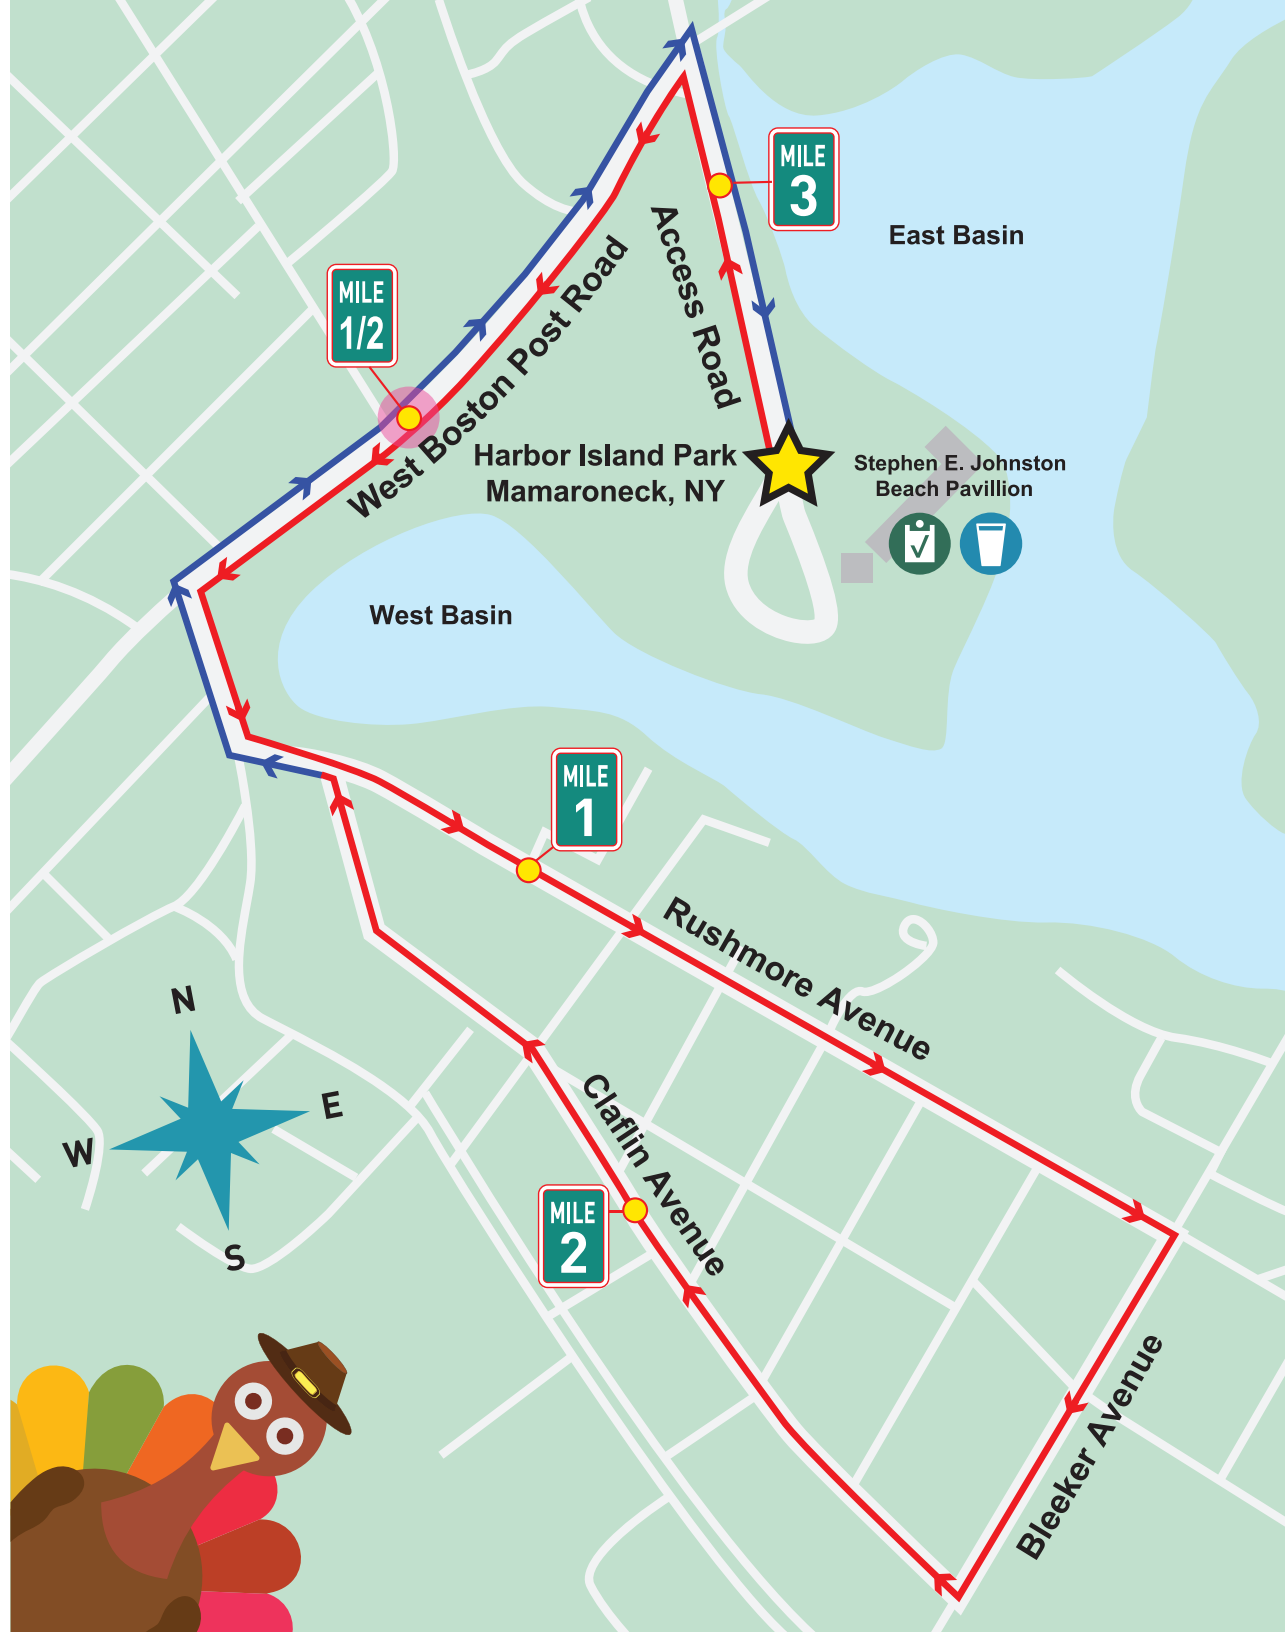 MILE
3
East Basin
Access Road
MILE
1/2
West Boston Post Road
Harbor Island Park
Mamaroneck, NY
Stephen E. Johnston
Beach Pavillion
West Basin
MILE
1
Rushmore Avenue
N
E
W
S
Claflin Avenue
MILE
2
Bleeker Avenue